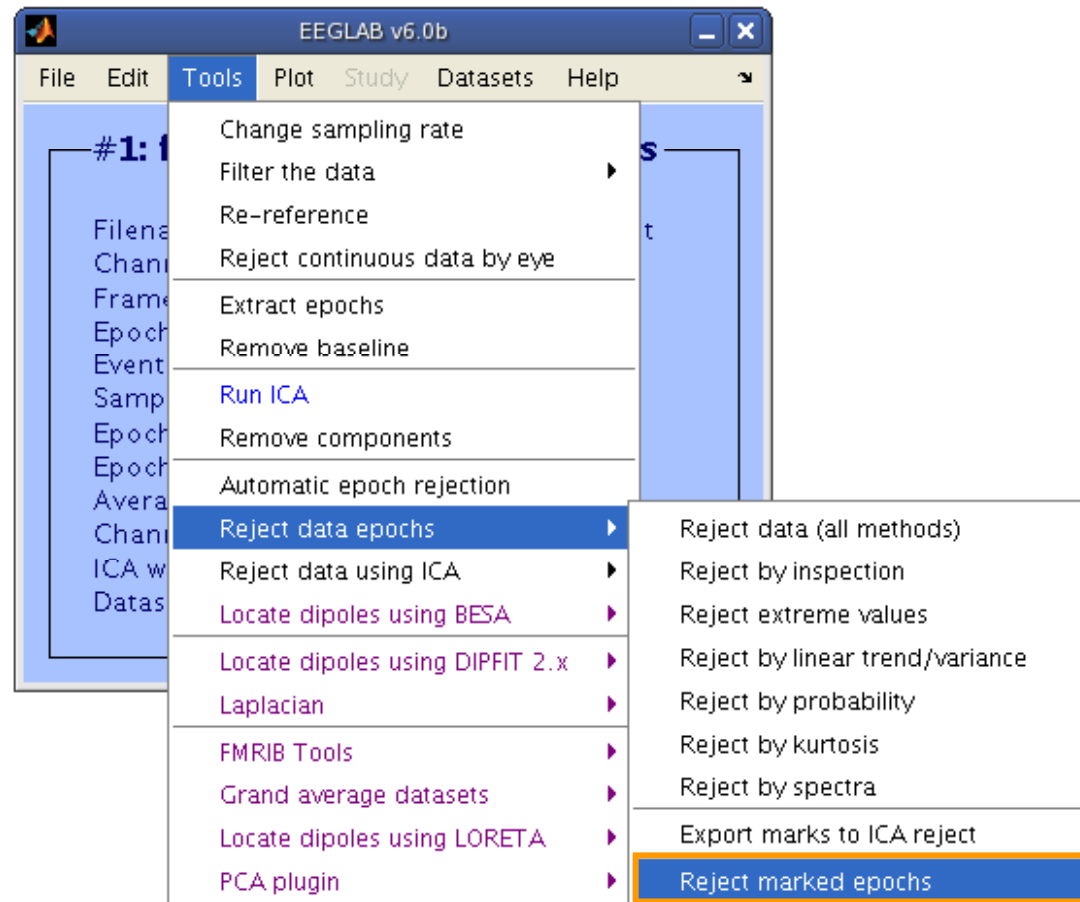 EEGLAB v6.0b
File Edit Tools Plot Study Datasets Help
#1:
Change sampling rate
Filter the data
Re-reference
Reject continuous data by eye
Extract epochs
Remove baseline
Run ICA
Remove components
Automatic epoch rejection
Reject data epochs
Reject data using ICA
Locate dipoles using BESA
Locate dipoles using DIPFIT 2.x
Laplacian
FMRIB Tools
Grand average datasets
Locate dipoles using LORETA
PCA plugin
Reject data (all methods)
Reject by inspection
Reject extreme values
Reject by linear trend/variance
Reject by probability
Reject by kurtosis
Reject by spectra
Export marks to ICA reject
Reject marked epochs